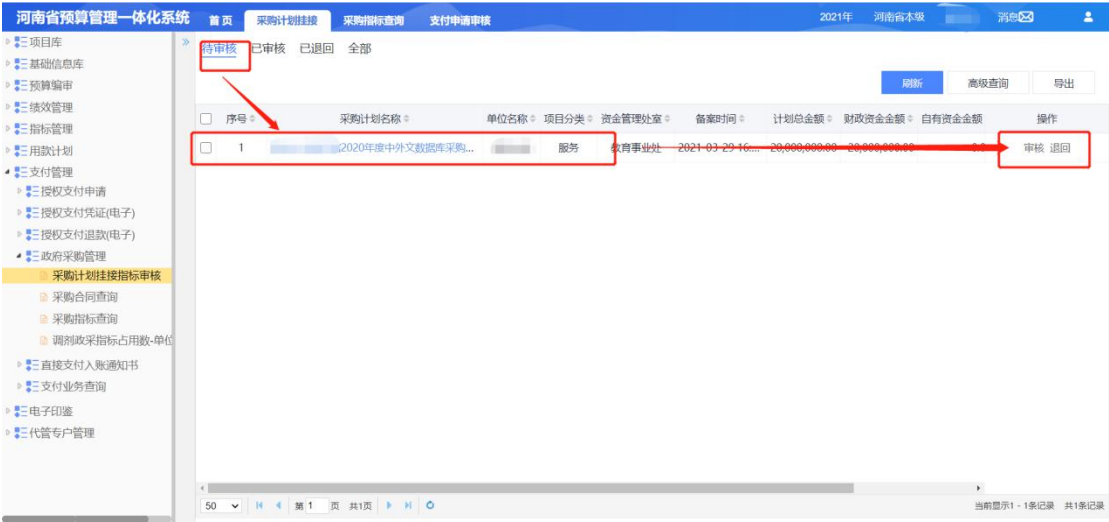 河南省预算管理一体化系统 首页 采购计划挂接 采购指标查询 支付申请审核 2021年 河南省本级 消息
项目库
基础信息库
预算编审
绩效管理
指标管理
用款计划
支付管理
授权支付申请
授权支付凭证(电子)
授权支付退款(电子)
政府采购管理
采购计划挂接指标审核
采购合同查询
采购指标查询
调剂政采指标占用数-单位
直接支付入账通知书
支付业务查询
电子印鉴
代管专户管理
待审核 已审核 已退回 全部
刷新 高级查询 导出
序号 采购计划名称 单位名称 项目分类 资金管理处室 备案时间 计划总金额 财政资金金额 自有资金金额 操作
1 2020年度中外文数据库采购... 服务 教育事业处 2021-03-29 16:... 20,000,000.00 20,000,000.00 0.0 审核 退回
50 第 1 页 共1页 当前显示1 - 1条记录 共1条记录